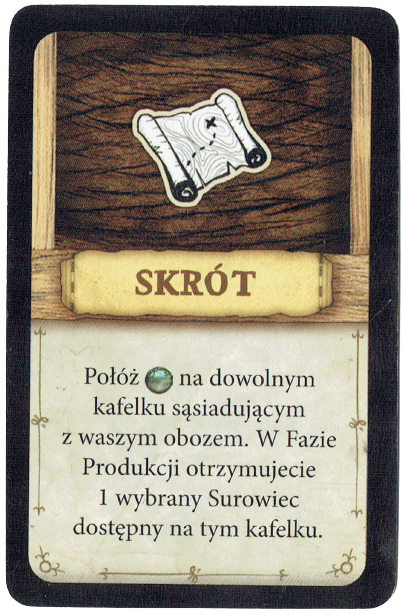 SKRÓT
Połóż na dowolnym
kafelku sąsiadującym
z waszym obozem. W Fazie
Produkcji otrzymujecie
1 wybrany Surowiec
dostępny na tym kafelku.